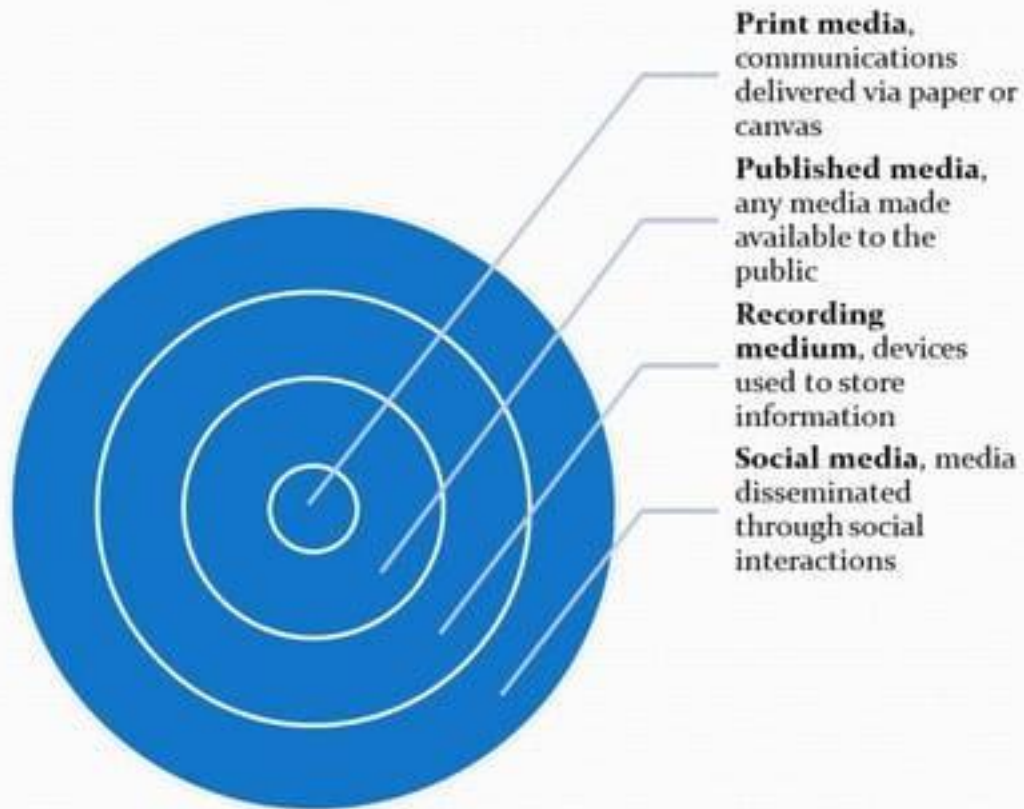 Print media,
communications
delivered via paper or
canvas
Published media,
any media made
available to the
public
Recording
medium, devices
used to store
information
Social media, media
disseminated
through social
interactions